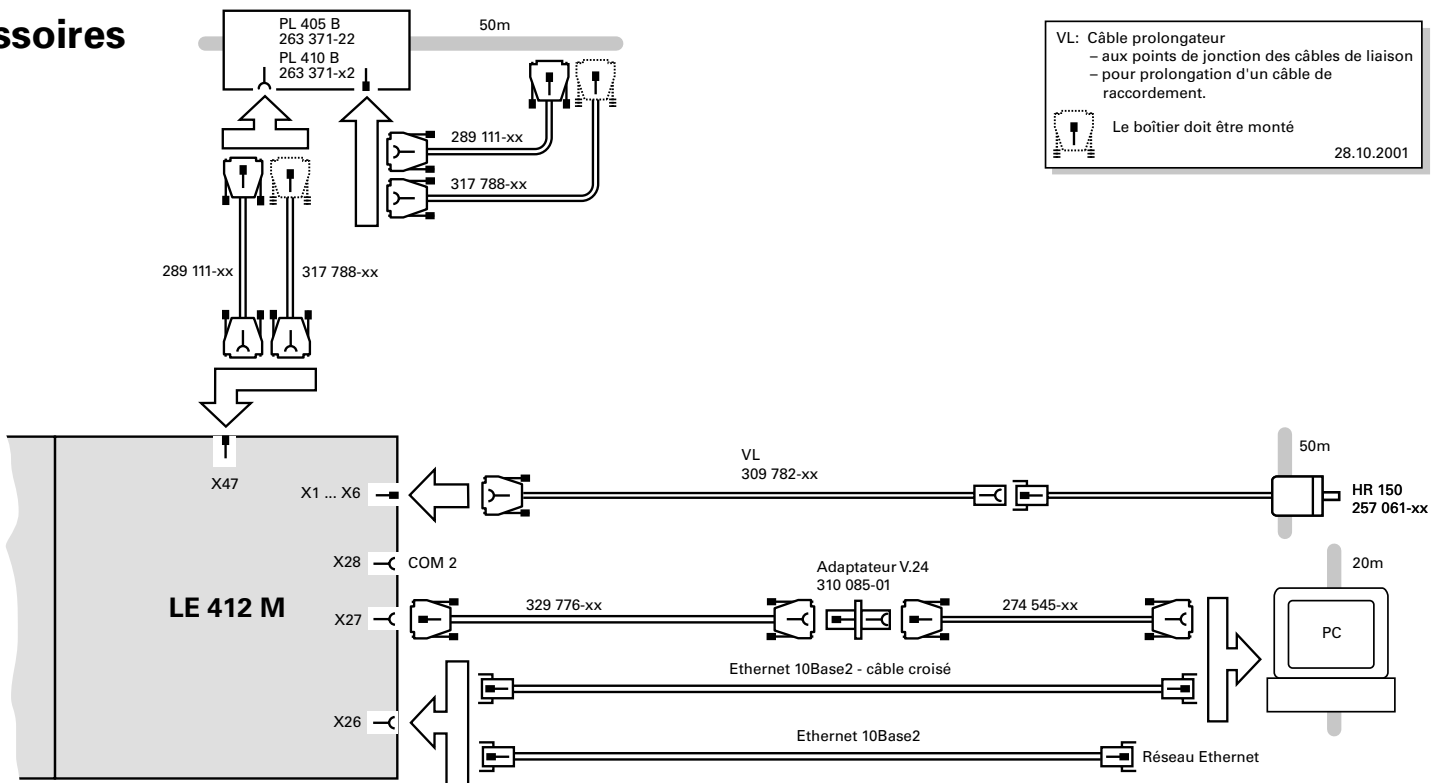 ssoires
PL 405 B
263 371-22
PL 410 B
263 371-x2
50m
VL: Câble prolongateur
– aux points de jonction des câbles de liaison
– pour prolongation d'un câble de
raccordement.
Le boîtier doit être monté
28.10.2001
289 111-xx
317 788-xx
289 111-xx
317 788-xx
X47
X1 ... X6
VL
309 782-xx
50m
HR 150
257 061-xx
X28
COM 2
LE 412 M
X27
329 776-xx
Adaptateur V.24
310 085-01
274 545-xx
20m
PC
Ethernet 10Base2 - câble croisé
X26
Ethernet 10Base2
Réseau Ethernet